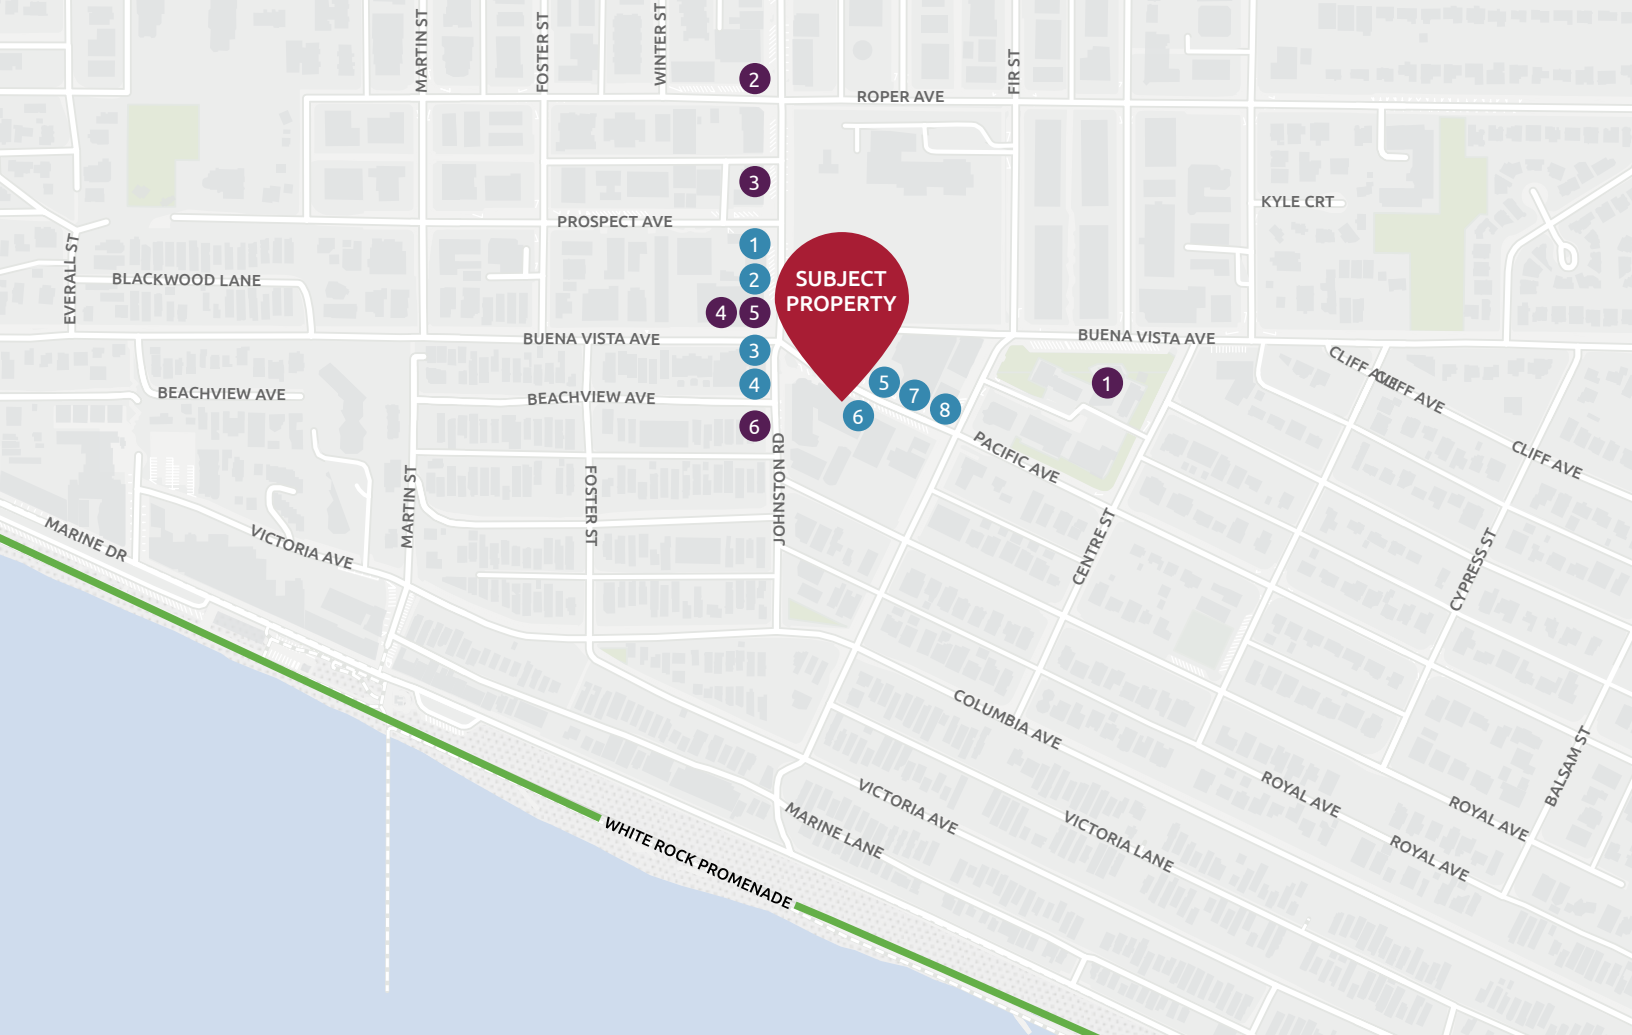 MARTIN ST
FOSTER ST
WINTER ST
FIR ST
2
ROPER AVE
3
KYLE CRT
PROSPECT AVE
1
EVERALL ST
BLACKWOOD LANE
2
SUBJECT
PROPERTY
4
5
BUENA VISTA AVE
BUENA VISTA AVE
3
CLIFF AVE
CLIFF AVE
BEACHVIEW AVE
BEACHVIEW AVE
4
5
7
8
1
6
6
PACIFIC AVE
CLIFF AVE
MARTIN ST
FOSTER ST
JOHNSTON RD
CENTRE ST
CYPRESS ST
MARINE DR
VICTORIA AVE
COLUMBIA AVE
BALSAM ST
VICTORIA AVE
ROYAL AVE
ROYAL AVE
MARINE LANE
VICTORIA LANE
ROYAL AVE
WHITE ROCK PROMENADE